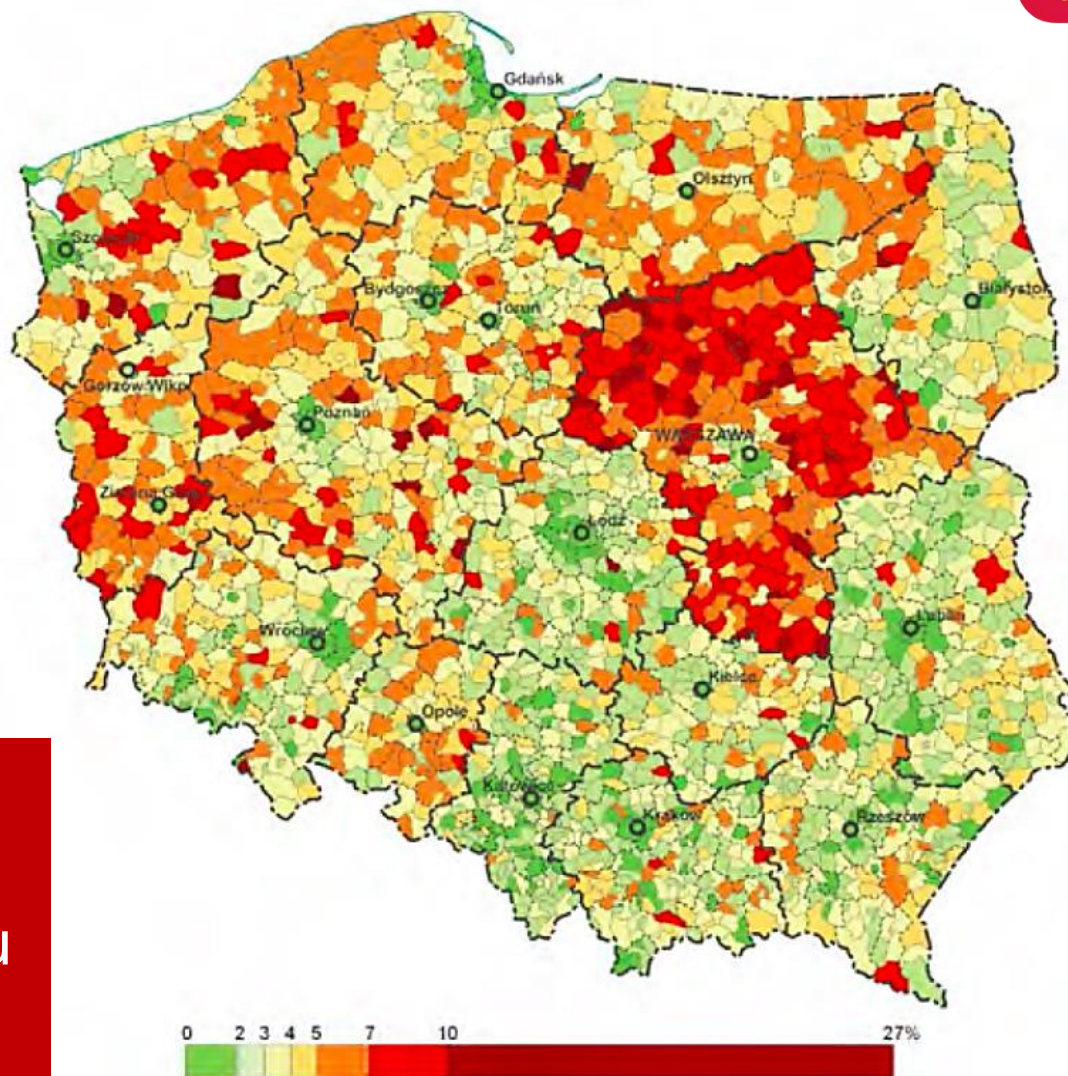 Gdańsk
Olsztyn
Szczecin
Białystok
Bydgoszcz
Toruń
Gorzów Wlkp.
Poznań
WARSZAWA
Zielona Góra
Łódź
Lublin
Wrocław
Kielce
Opole
Katowice
Kraków
Rzeszów
u
0 2 3 4 5 7 10 27%